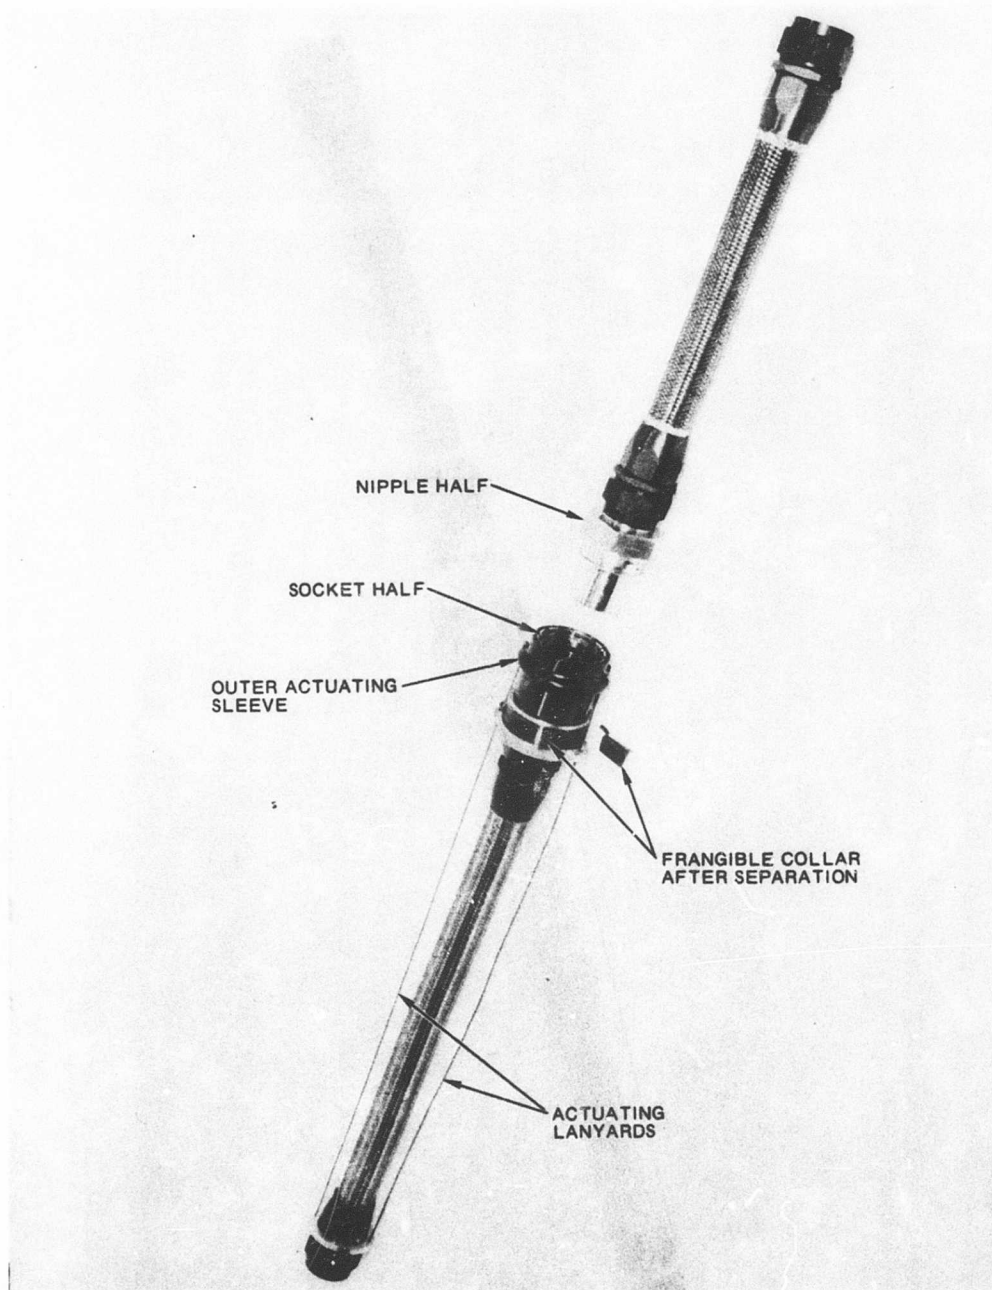 NIPPLE HALF
SOCKET HALF
OUTER ACTUATING
SLEEVE
FRANGIBLE COLLAR
AFTER SEPARATION
ACTUATING
LANYARDS